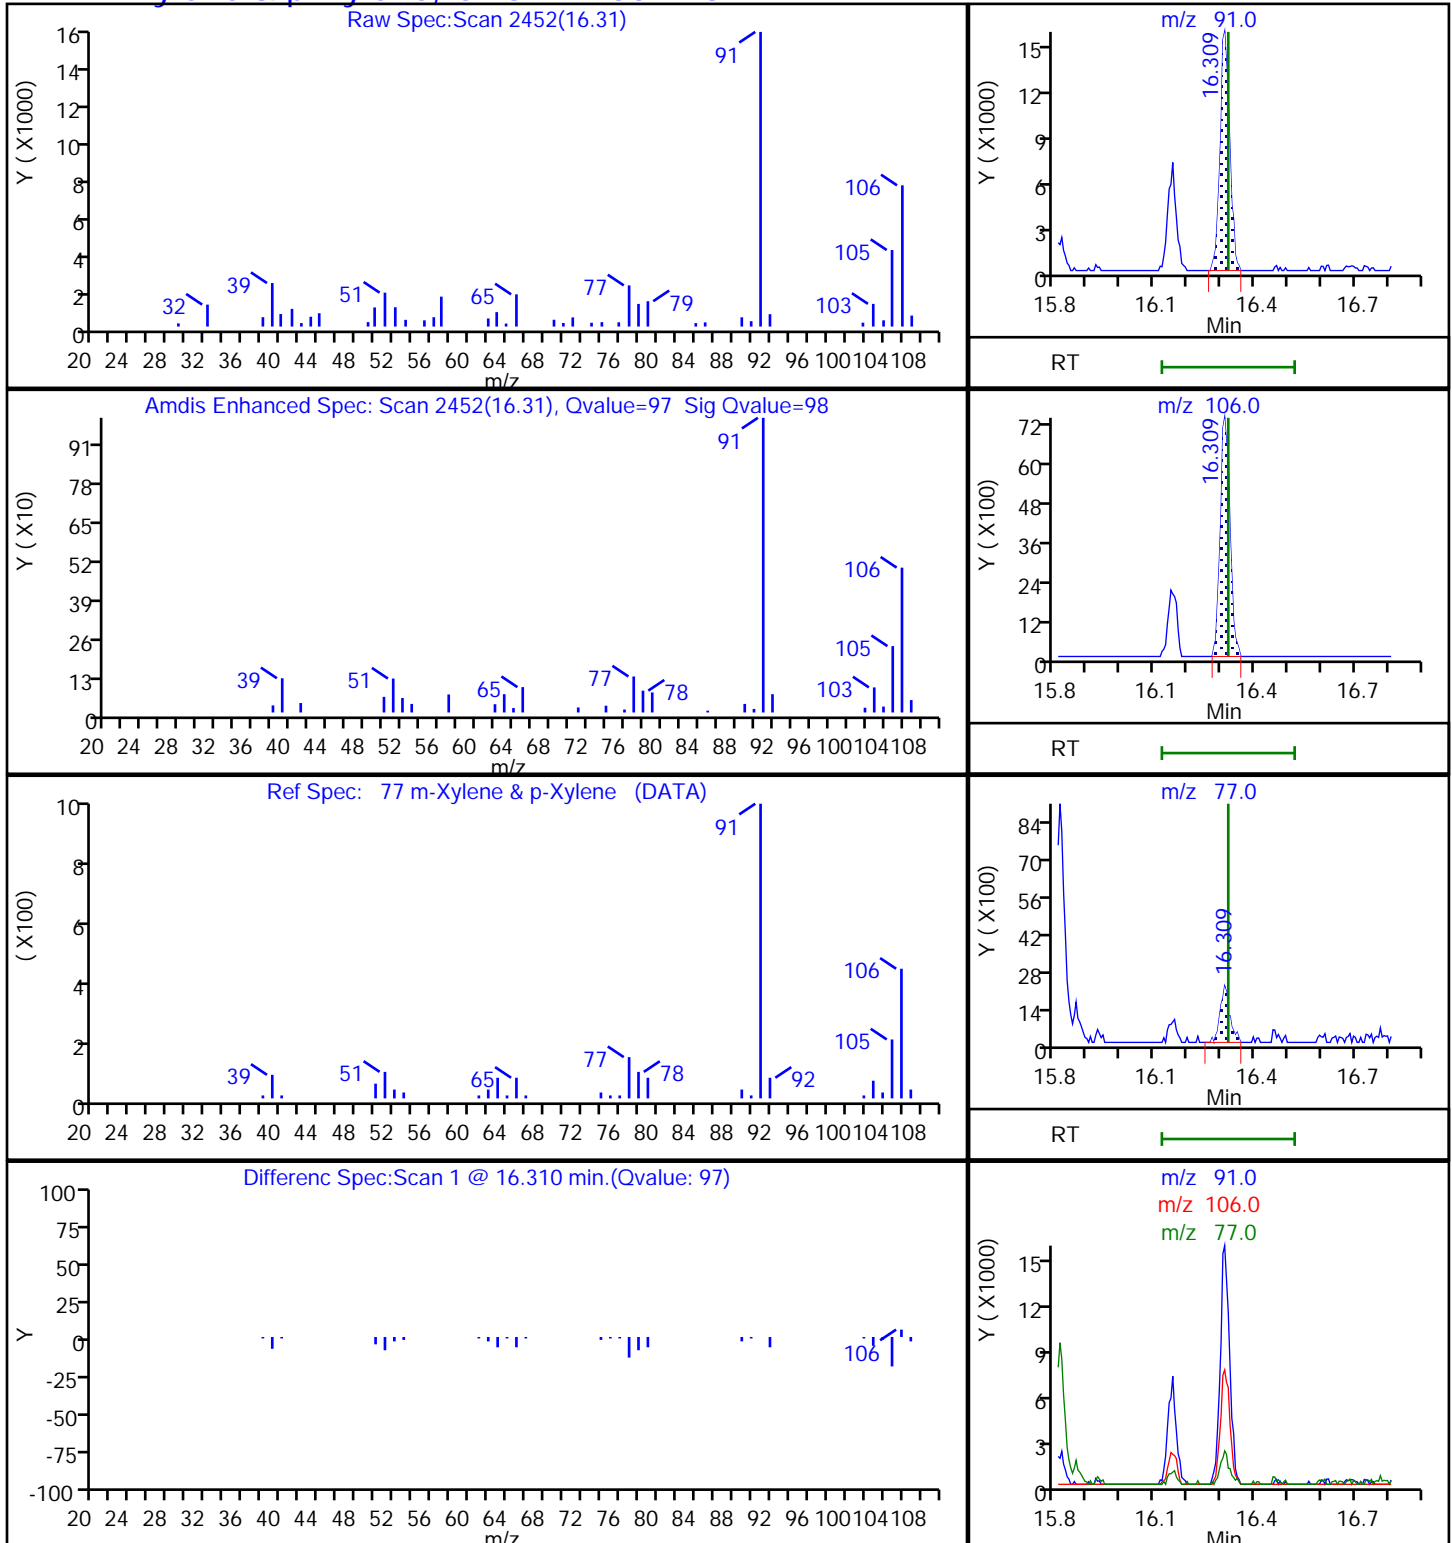 Raw Spec:Scan 2452(16.31)
Y ( X1000)
16
14
12
10
8
6
4
2
0
91
106
105
103
79
77
65
51
39
32
20 24 28 32 36 40 44 48 52 56 60 64 68 72 76 80 84 88 92 96 100 104 108
m/z
m/z 91.0
Y ( X1000)
15
12
9
6
3
0
16.309
15.8 16.1 16.4 16.7
Min
RT
Amdis Enhanced Spec: Scan 2452(16.31), Qvalue=97 Sig Qvalue=98
Y ( X10)
91
78
65
52
39
26
13
0
91
106
105
103
78
77
65
51
39
20 24 28 32 36 40 44 48 52 56 60 64 68 72 76 80 84 88 92 96 100 104 108
m/z
m/z 106.0
Y ( X100)
72
60
48
36
24
12
0
16.309
15.8 16.1 16.4 16.7
Min
RT
Ref Spec: 77 m-Xylene & p-Xylene (DATA)
( X100)
10
8
6
4
2
0
91
106
105
92
78
77
65
51
39
20 24 28 32 36 40 44 48 52 56 60 64 68 72 76 80 84 88 92 96 100 104 108
m/z 77.0
Y ( X100)
84
70
56
42
28
14
0
16.309
15.8 16.1 16.4 16.7
Min
RT
Differenc Spec:Scan 1 @ 16.310 min.(Qvalue: 97)
Y
100
75
50
25
0
-25
-50
-75
-100
106
20 24 28 32 36 40 44 48 52 56 60 64 68 72 76 80 84 88 92 96 100 104 108
m/z
m/z 91.0
m/z 106.0
m/z 77.0
Y ( X1000)
15
12
9
6
3
0
15.8 16.1 16.4 16.7
Min